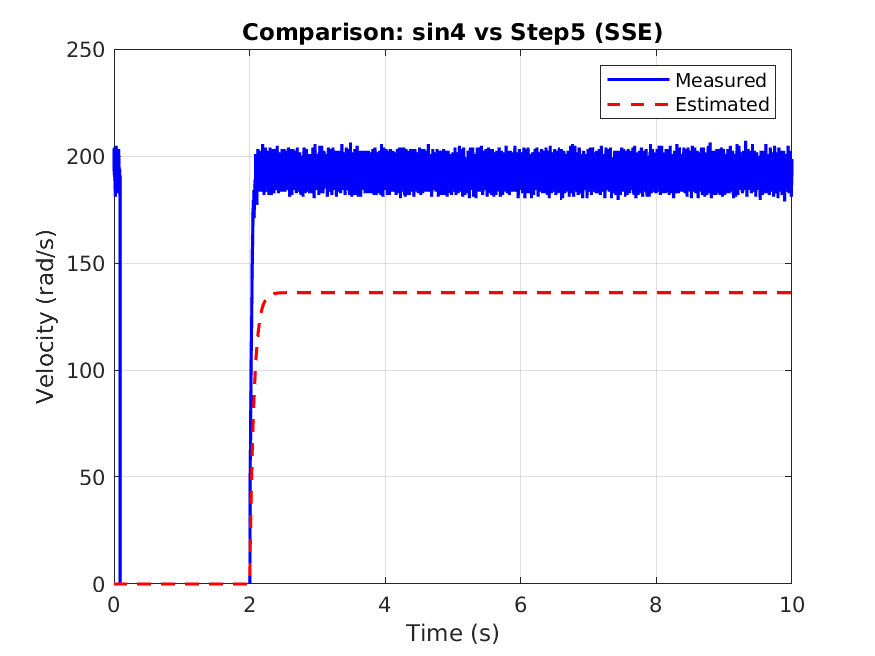 Comparison: sin4 vs Step5 (SSE)
Measured
Estimated
Velocity (rad/s)
250
200
150
100
50
0
0 2 4 6 8 10
Time (s)